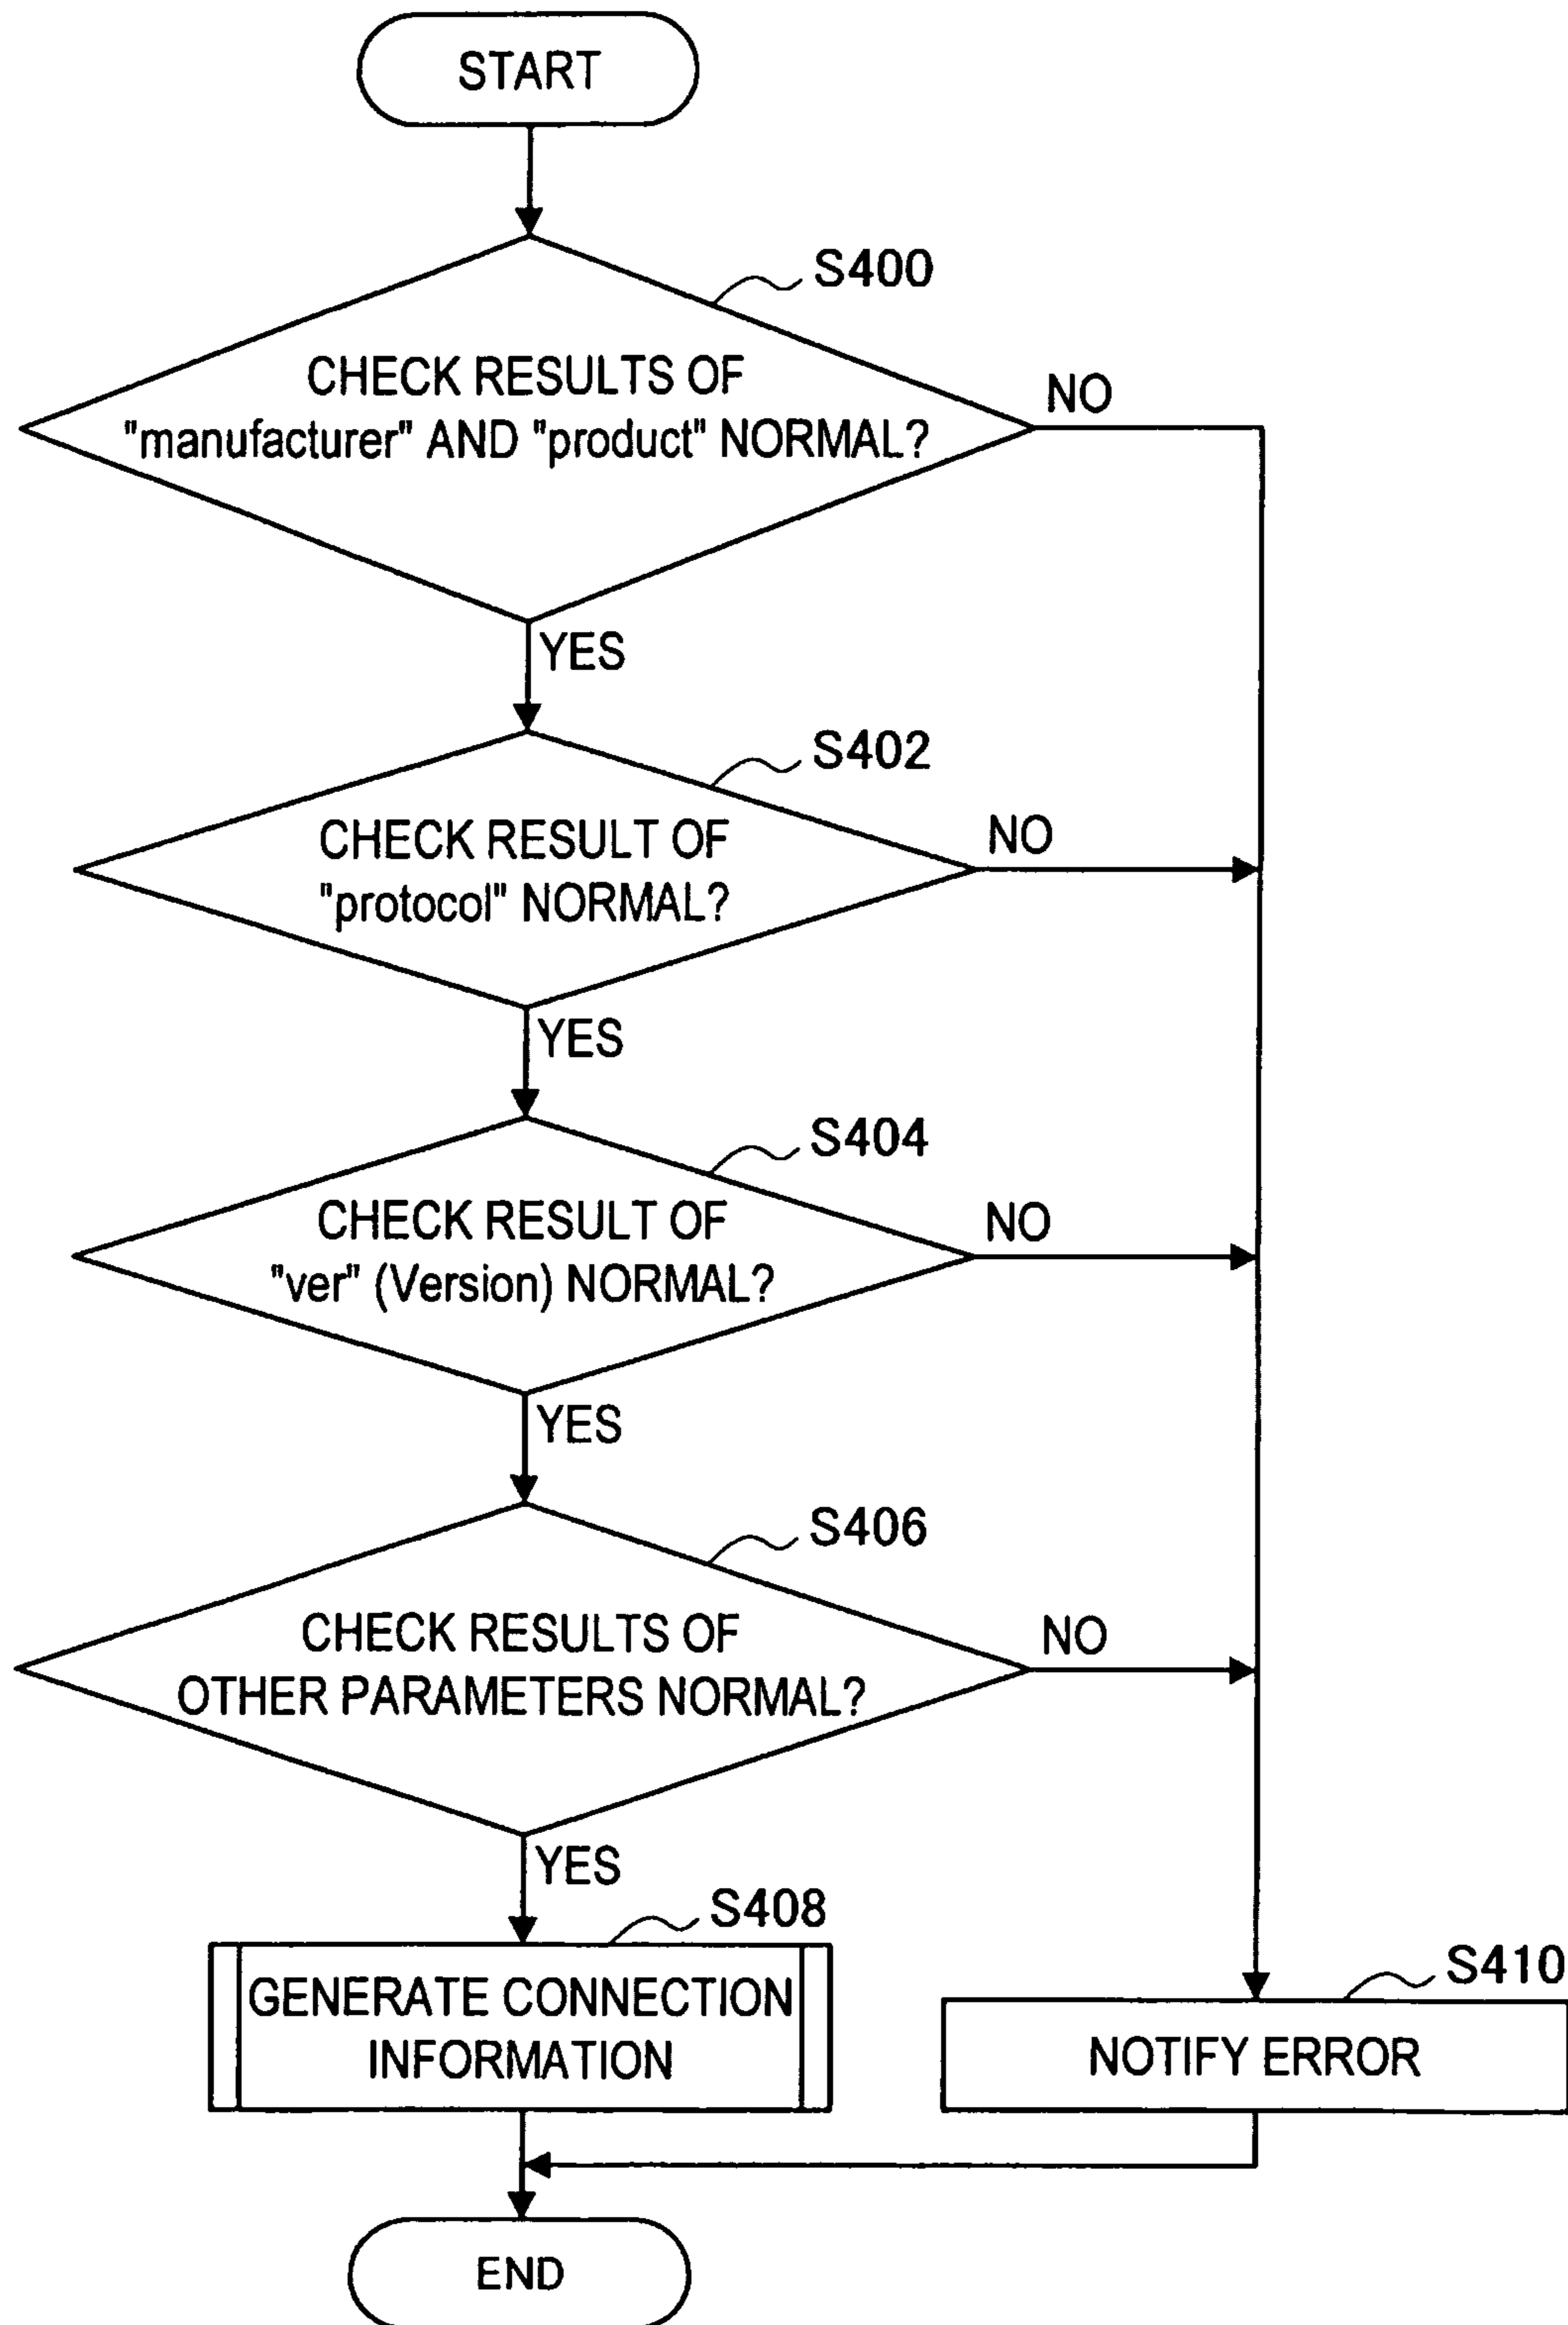 START
S400
CHECK RESULTS OF
"manufacturer" AND "product" NORMAL?
NO
YES
S402
CHECK RESULT OF
"protocol" NORMAL?
NO
YES
S404
CHECK RESULT OF
"ver" (Version) NORMAL?
NO
YES
S406
CHECK RESULTS OF
OTHER PARAMETERS NORMAL?
NO
YES
S408
GENERATE CONNECTION
INFORMATION
S410
NOTIFY ERROR
END